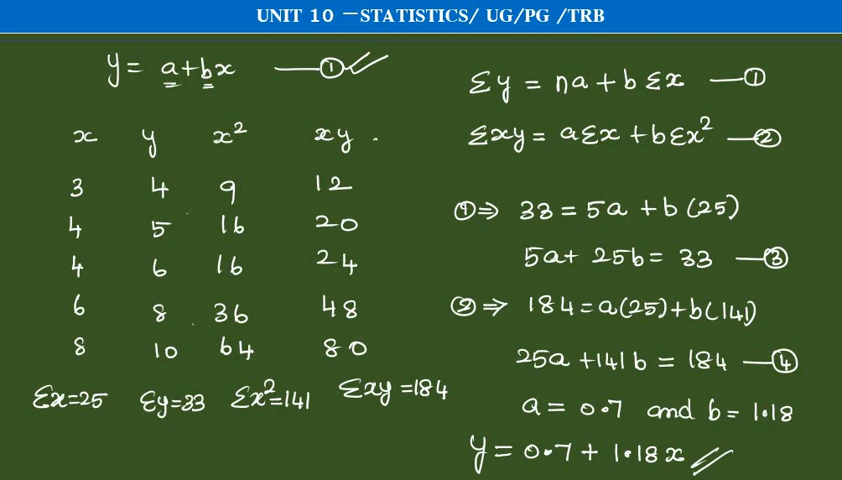 UNIT 10 – STATISTICS/ UG/PG /TRB
y = a+bx —①
x y x² xy .
3 4 9 12
4 5 16 20
4 6 16 24
6 8 36 48
8 10 64 80
Σx=25 Σy=33 Σx²=141 Σxy=184
Σy = na + bΣx —①
Σxy = aΣx + bΣx² —②
①⇒ 33 = 5a + b(25)
5a + 25b = 33 —③
②⇒ 184 = a(25)+b(141)
25a + 141b = 184 —④
a = 0.7 and b = 1.18
y = 0.7 + 1.18x